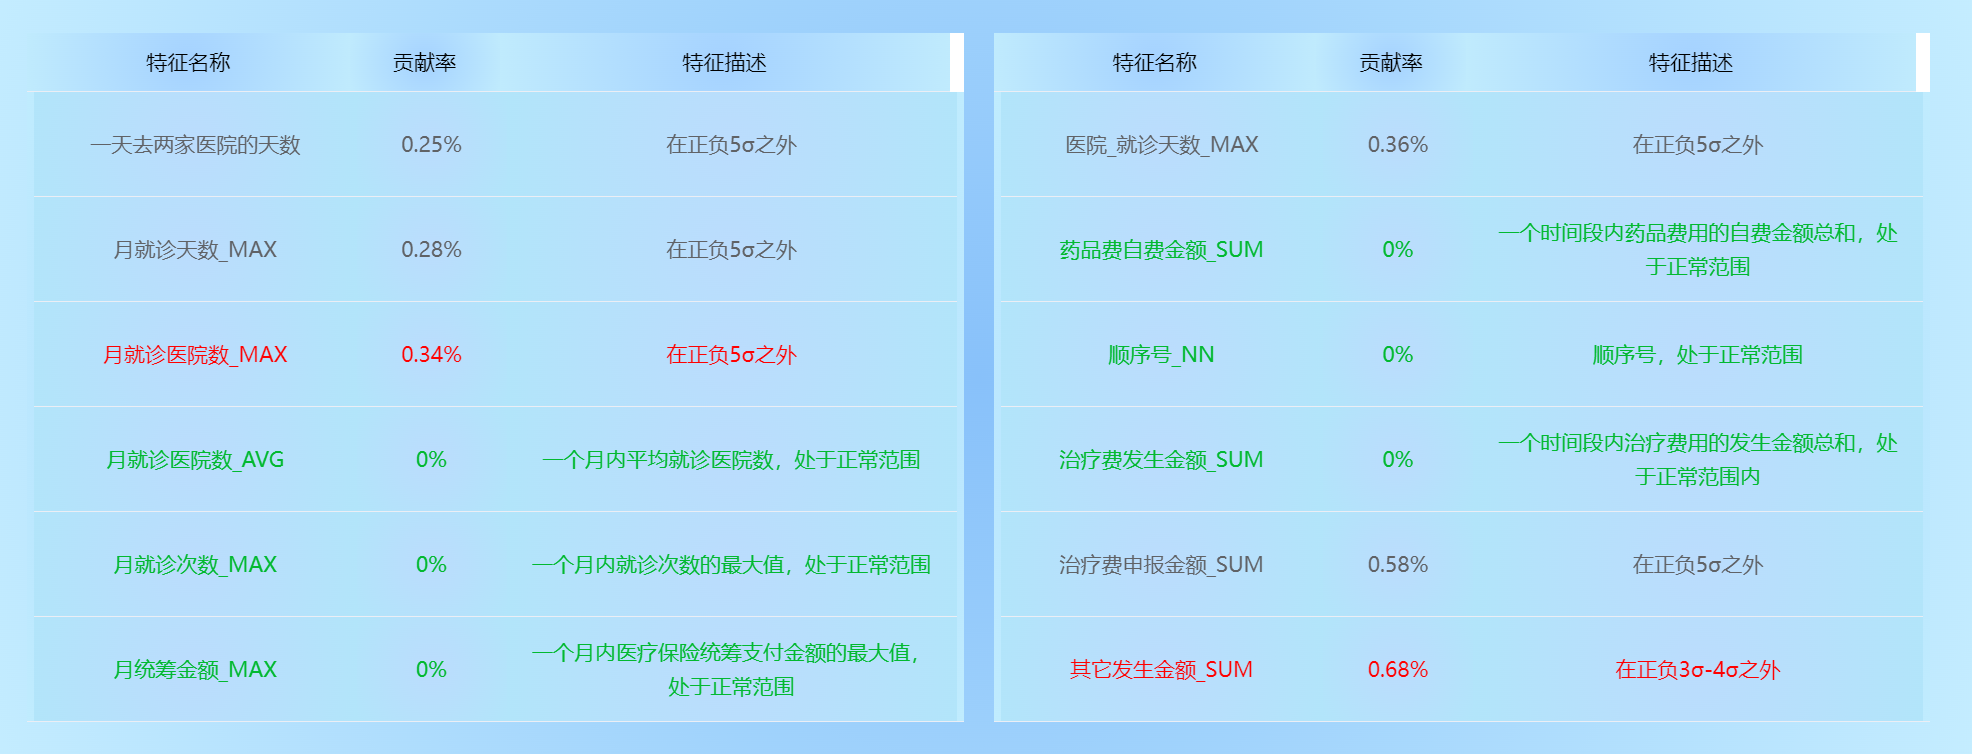 特征名称 贡献率 特征描述
一天去两家医院的天数 0.25% 在正负5σ之外
月就诊天数_MAX 0.28% 在正负5σ之外
月就诊医院数_MAX 0.34% 在正负5σ之外
月就诊医院数_AVG 0% 一个月内平均就诊医院数，处于正常范围
月就诊次数_MAX 0% 一个月内就诊次数的最大值，处于正常范围
月统筹金额_MAX 0% 一个月内医疗保险统筹支付金额的最大值，
处于正常范围
特征名称 贡献率 特征描述
医院_就诊天数_MAX 0.36% 在正负5σ之外
药品费自费金额_SUM 0% 一个时间段内药品费用的自费金额总和，处
于正常范围
顺序号_NN 0% 顺序号，处于正常范围
治疗费发生金额_SUM 0% 一个时间段内治疗费用的发生金额总和，处
于正常范围内
治疗费申报金额_SUM 0.58% 在正负5σ之外
其它发生金额_SUM 0.68% 在正负3σ-4σ之外